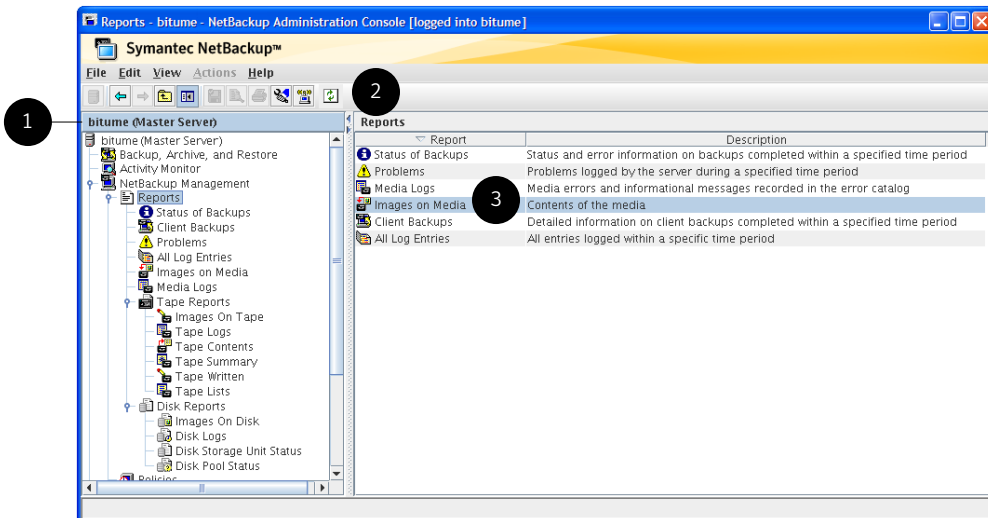 Reports - bitume - NetBackup Administration Console [logged into bitume]
Symantec NetBackup™
File Edit View Actions Help
2
1
bitume (Master Server)
bitume (Master Server)
Backup, Archive, and Restore
Activity Monitor
NetBackup Management
Reports
Status of Backups
Client Backups
Problems
All Log Entries
Images on Media
Media Logs
Tape Reports
Images On Tape
Tape Logs
Tape Contents
Tape Summary
Tape Written
Tape Lists
Disk Reports
Images On Disk
Disk Logs
Disk Storage Unit Status
Disk Pool Status
Policies
Reports
Report Description
Status of Backups Status and error information on backups completed within a specified time period
Problems Problems logged by the server during a specified time period
Media Logs Media errors and informational messages recorded in the error catalog
Images on Media Contents of the media
3
Client Backups Detailed information on client backups completed within a specified time period
All Log Entries All entries logged within a specific time period